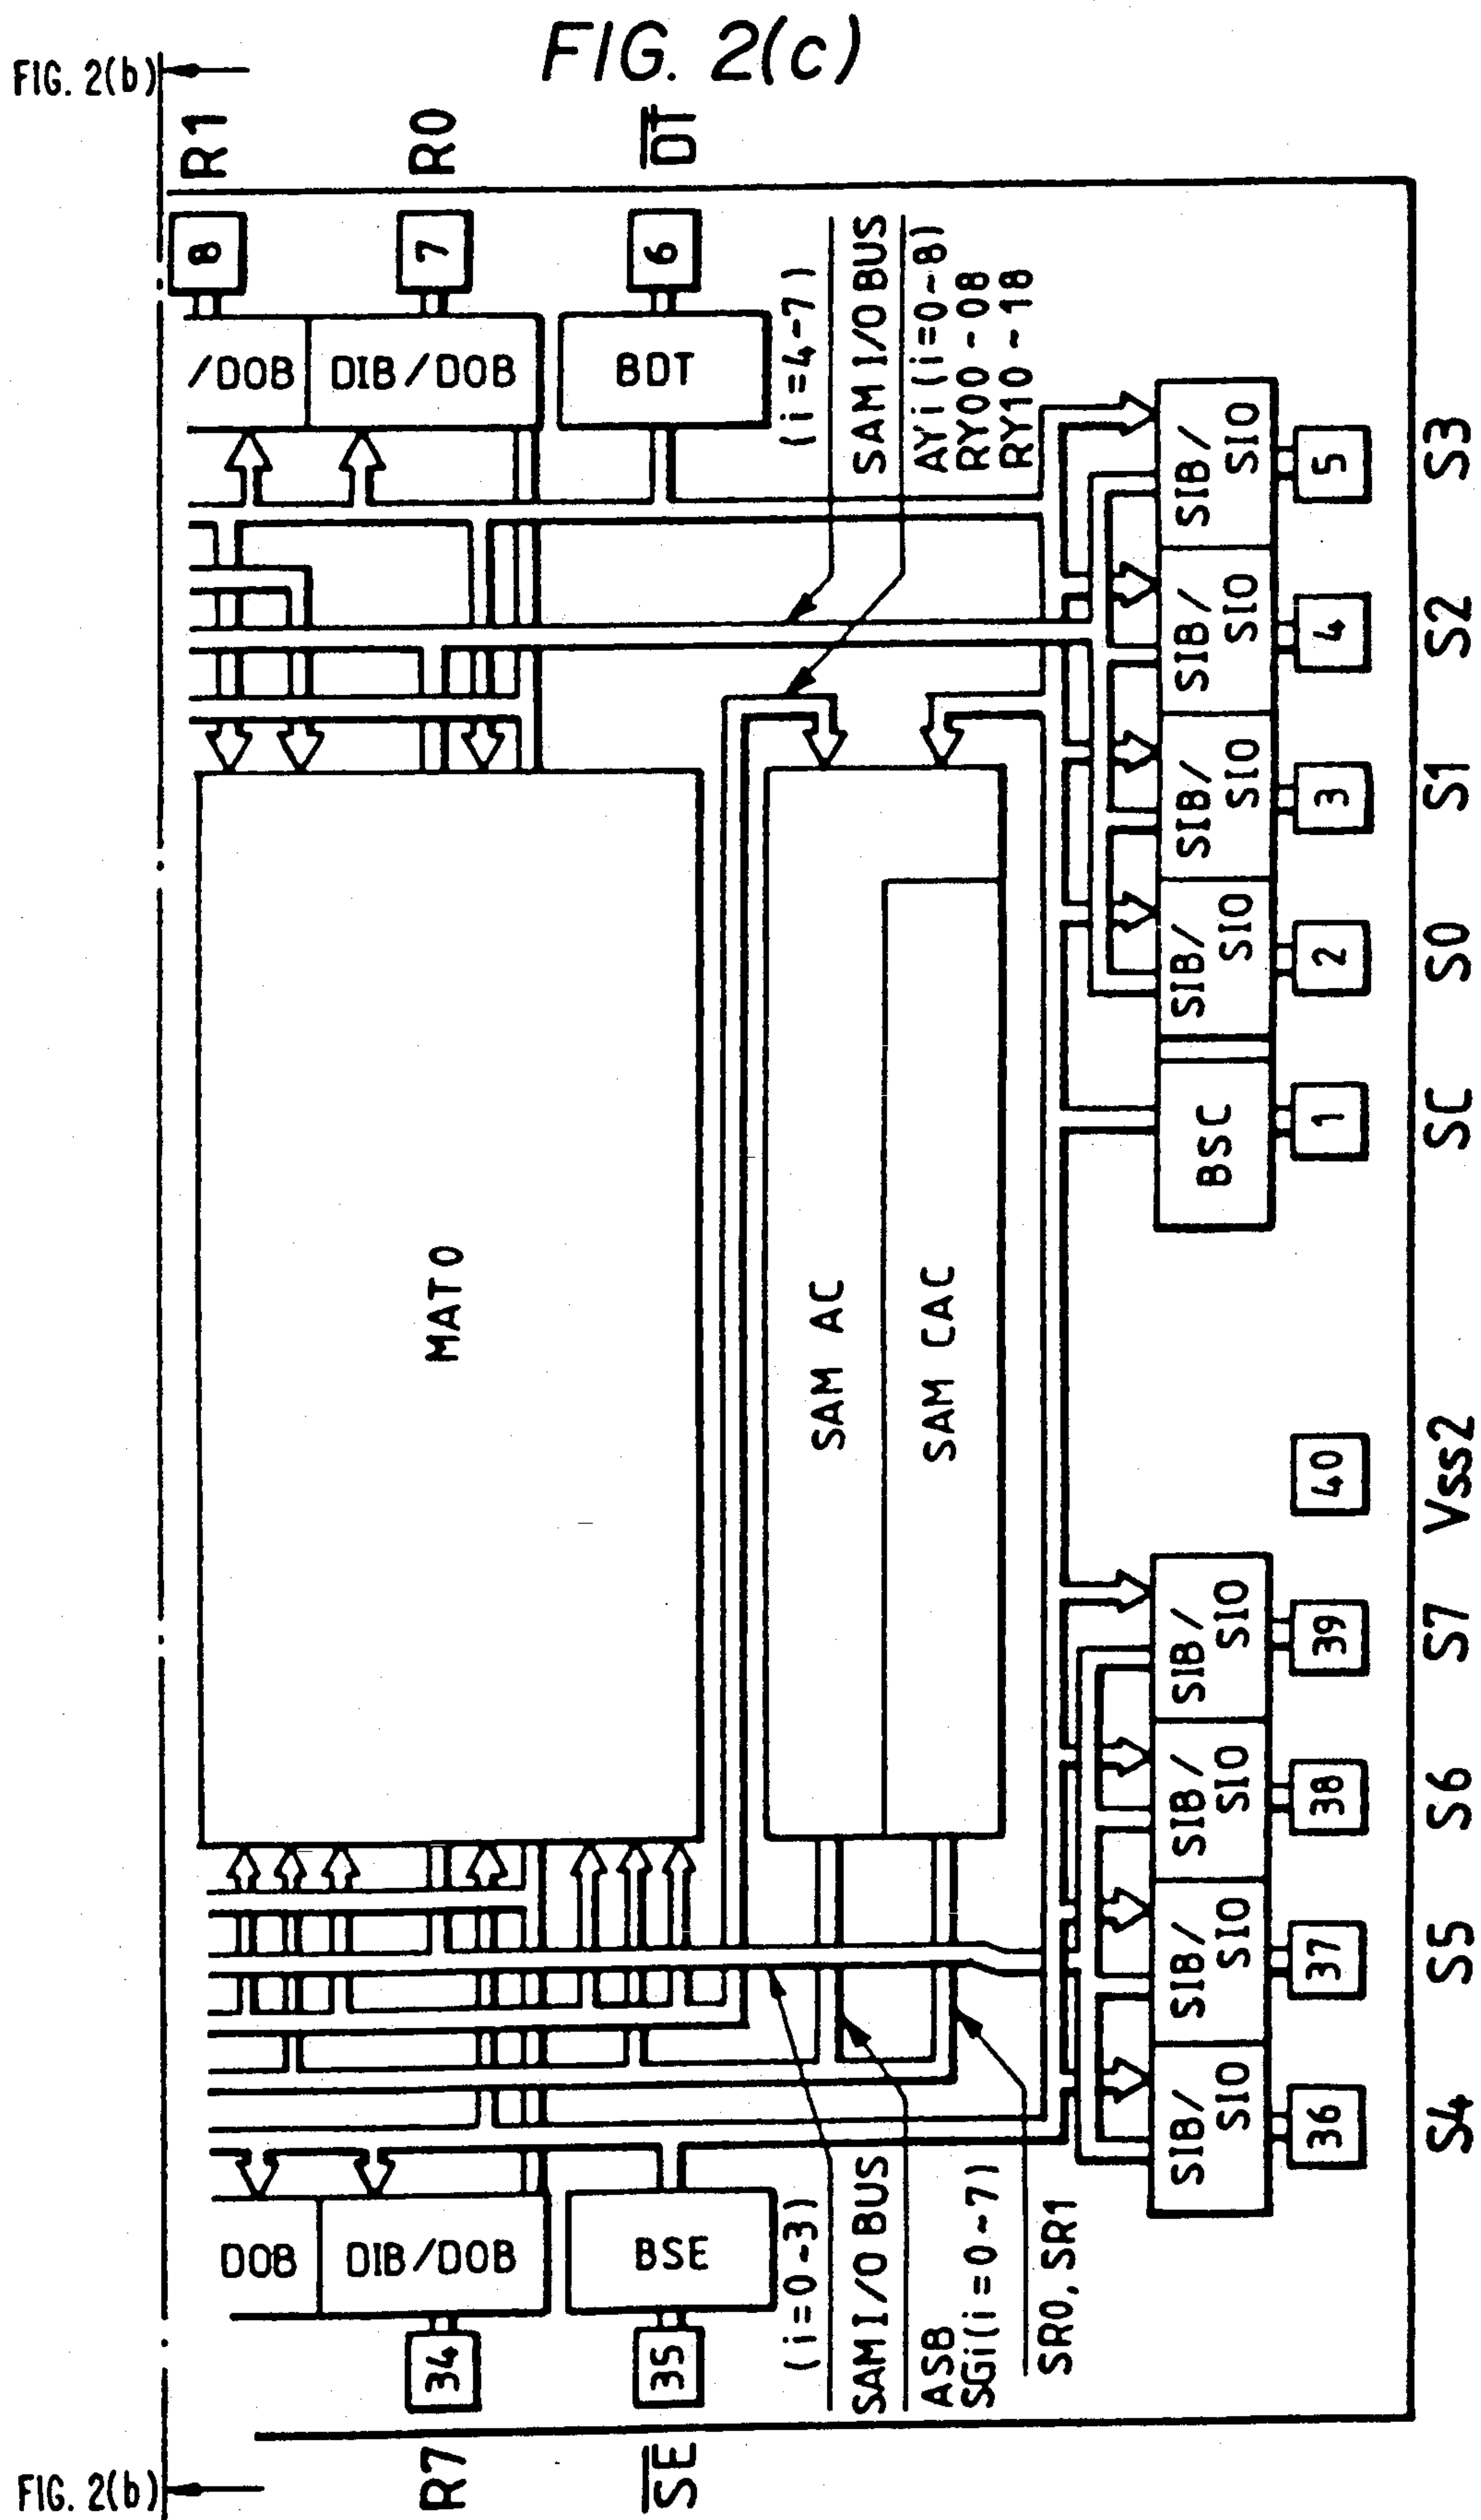 FIG. 2(c)
FIG. 2(b)
R1
R0
D̅T̅
8
7
6
/DOB
DIB/DOB
BDT
(i=4~7)
SAM I/O BUS
AYi(i=0~8)
RY00~08
RY10~18
SIB/
SIO
5
S3
SIB/
SIO
4
S2
SIB/
SIO
3
S1
SIB/
SIO
2
S0
BSC
1
SC
MAT0
SAM AC
SAM CAC
40
Vss2
SIB/
SIO
39
S7
SIB/
SIO
38
S6
SIB/
SIO
37
S5
SIB/
SIO
36
S4
DOB
DIB/DOB
BSE
(i=0~3)
SAM I/O BUS
ASB
SGi(i=0~7)
SR0, SR1
34
35
R7
S̅E̅
FIG. 2(b)